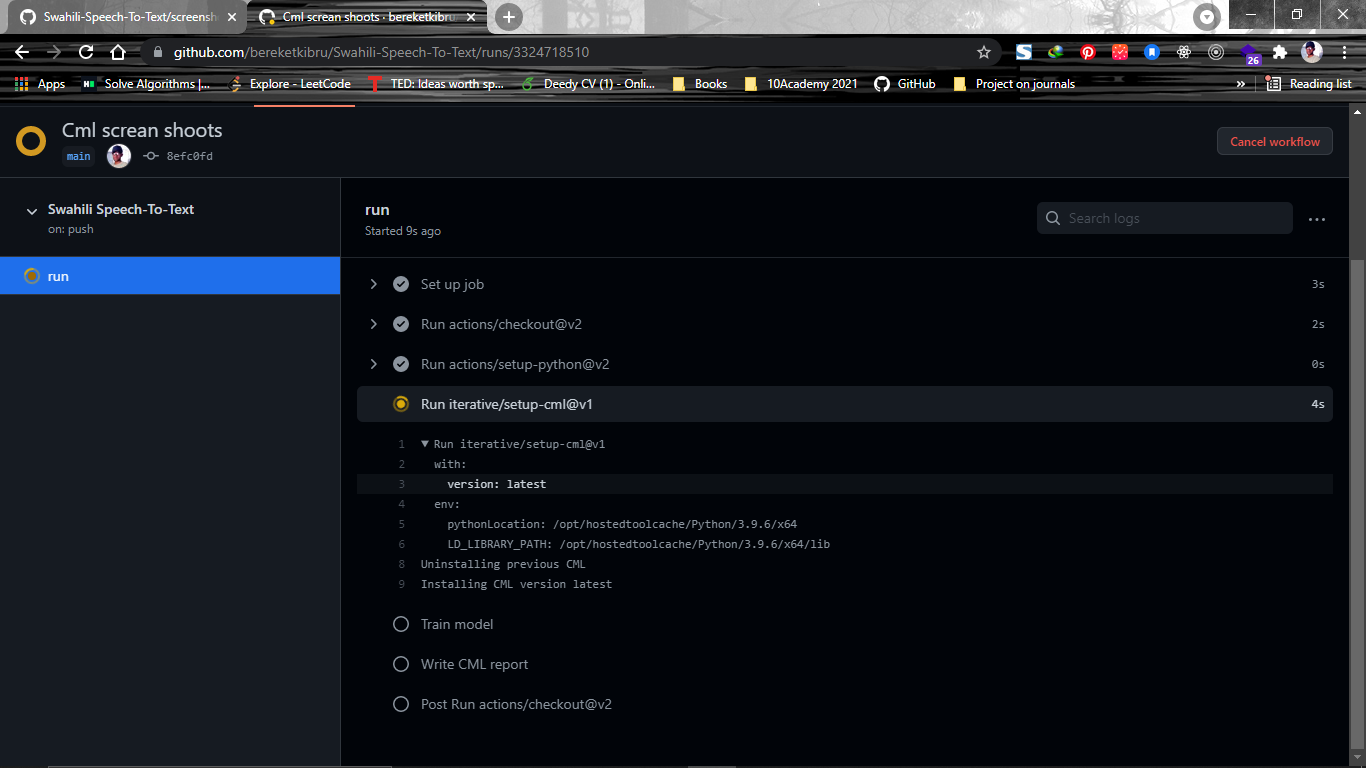 Swahili-Speech-To-Text/screensh
Cml screan shoots · bereketkibru
github.com/bereketkibru/Swahili-Speech-To-Text/runs/3324718510
26
Apps
Solve Algorithms |...
Explore - LeetCode
TED: Ideas worth sp...
Deedy CV (1) - Onli...
Books
10Academy 2021
GitHub
Project on journals
»
Reading list
Cml screan shoots
main
8efc0fd
Cancel workflow
Swahili Speech-To-Text
on: push
run
run
Started 9s ago
Search logs
Set up job 3s
Run actions/checkout@v2 2s
Run actions/setup-python@v2 0s
Run iterative/setup-cml@v1 4s
1 ▼ Run iterative/setup-cml@v1
2 with:
3 version: latest
4 env:
5 pythonLocation: /opt/hostedtoolcache/Python/3.9.6/x64
6 LD_LIBRARY_PATH: /opt/hostedtoolcache/Python/3.9.6/x64/lib
8 Uninstalling previous CML
9 Installing CML version latest
Train model
Write CML report
Post Run actions/checkout@v2